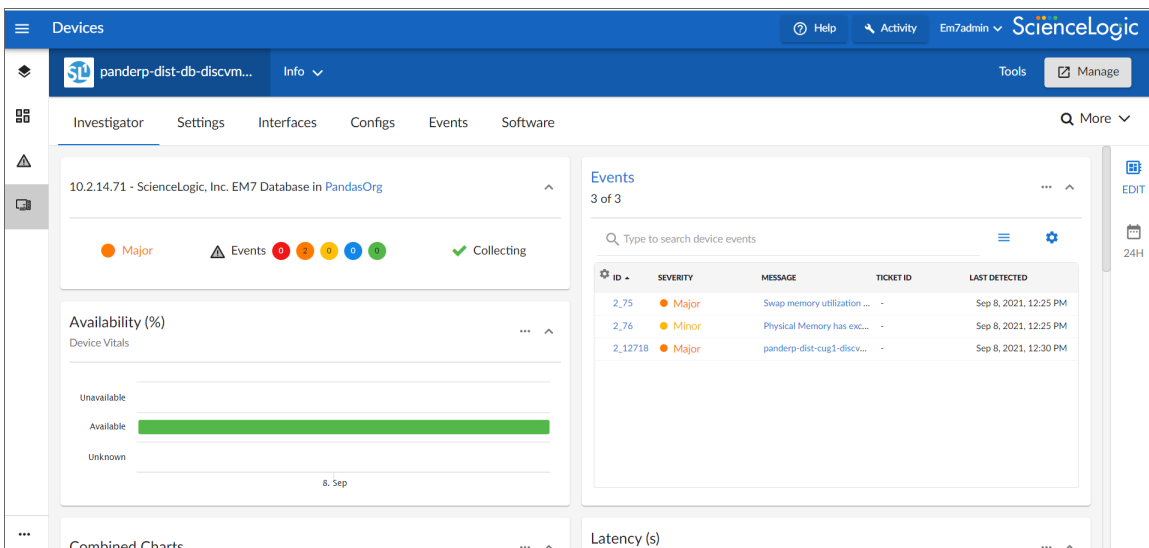 Devices
Help
Activity
Em7admin
ScienceLogic
SL1
panderp-dist-db-discvm...
Info
Tools
Manage
Investigator
Settings
Interfaces
Configs
Events
Software
More
10.2.14.71 - ScienceLogic, Inc. EM7 Database in PandasOrg
Major
Events 0 2 0 0 0
Collecting
Availability (%)
Device Vitals
Unavailable
Available
Unknown
8. Sep
Combined Charts
Events
3 of 3
Type to search device events
ID SEVERITY MESSAGE TICKET ID LAST DETECTED
2_75 Major Swap memory utilization ... - Sep 8, 2021, 12:25 PM
2_76 Minor Physical Memory has exc... - Sep 8, 2021, 12:25 PM
2_12718 Major panderp-dist-cug1-discv... - Sep 8, 2021, 12:30 PM
Latency (s)
EDIT
24H